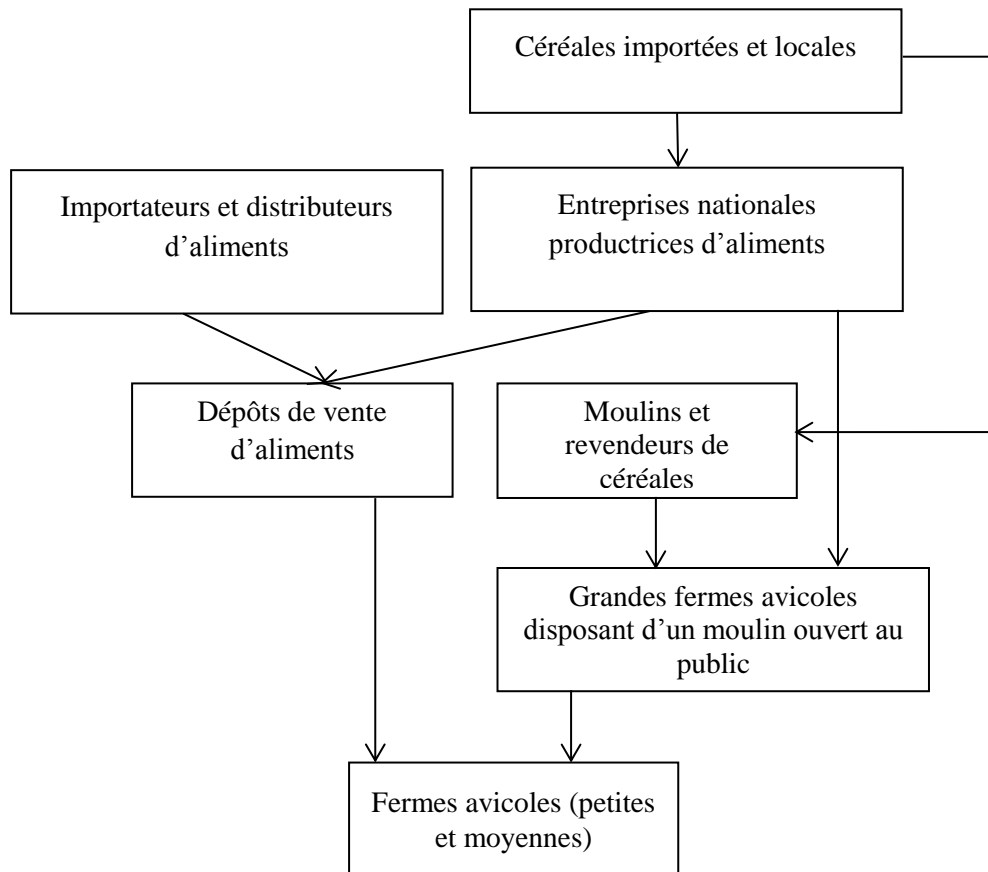 Céréales importées et locales
Importateurs et distributeurs
d’aliments
Entreprises nationales
productrices d’aliments
Dépôts de vente
d’aliments
Moulins et
revendeurs de
céréales
Grandes fermes avicoles
disposant d’un moulin ouvert au
public
Fermes avicoles (petites
et moyennes)